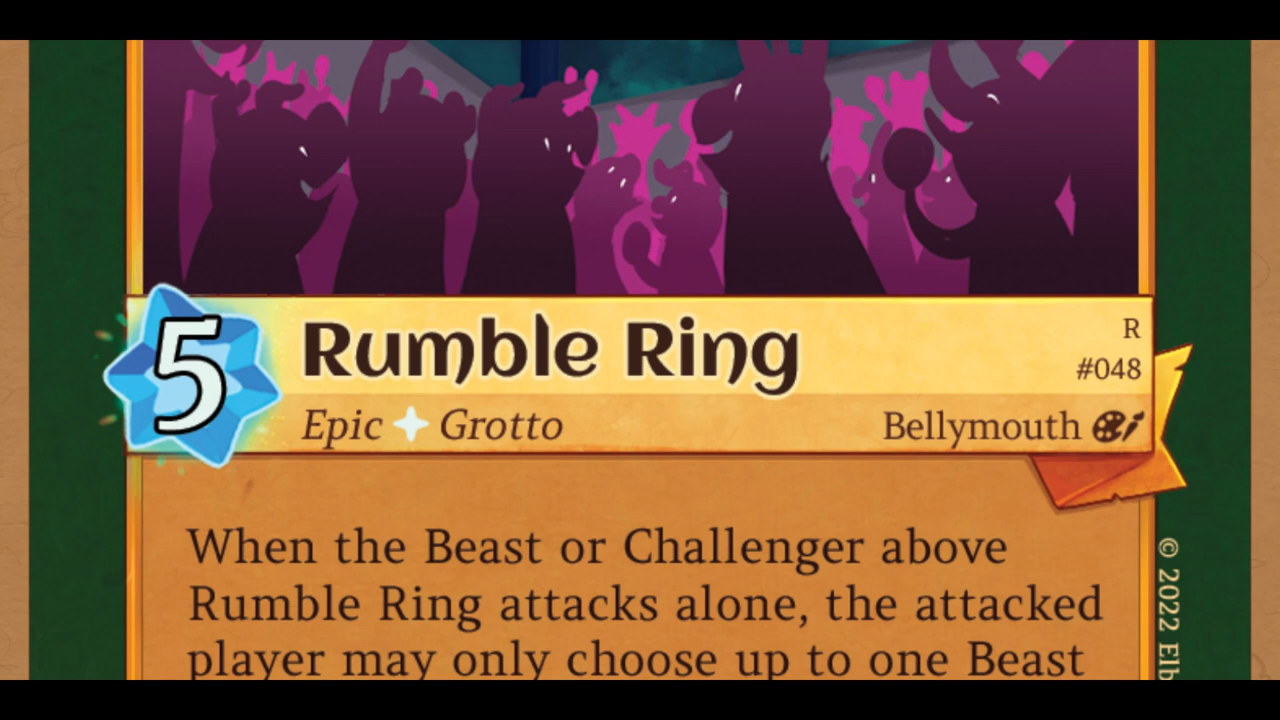 5
Rumble Ring
R
#048
Epic Grotto
Bellymouth
When the Beast or Challenger above
Rumble Ring attacks alone, the attacked
player may only choose up to one Beast
© 2022